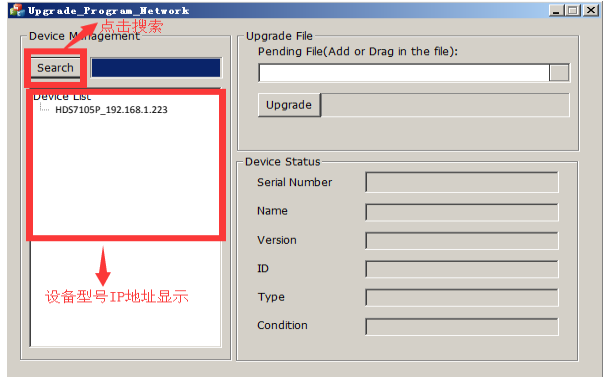 Upgrade_Program_Network
点击搜索
Device Management
Search
Device List
HDS7105P_192.168.1.223
设备型号IP地址显示
Upgrade File
Pending File(Add or Drag in the file):
Upgrade
Device Status
Serial Number
Name
Version
ID
Type
Condition